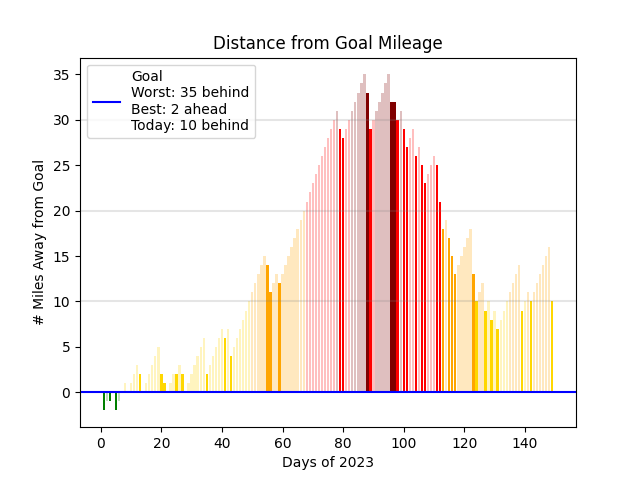 Distance from Goal Mileage
Goal
Worst: 35 behind
Best: 2 ahead
Today: 10 behind
# Miles Away from Goal
35
30
25
20
15
10
5
0
0 20 40 60 80 100 120 140
Days of 2023